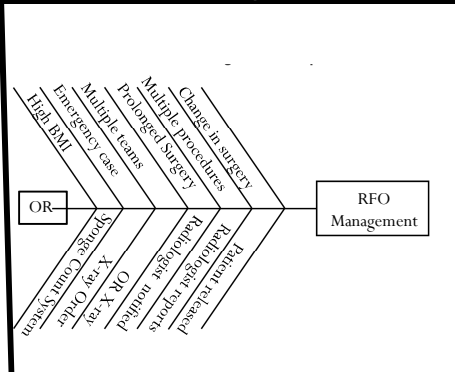 High BMI
Emergency case
Multiple teams
Prolonged Surgery
Multiple procedures
Change in surgery
OR
RFO
Management
Sponge Count System
X-ray Order
OR X-ray
Radiologist notified
Radiologist reports
Patient released